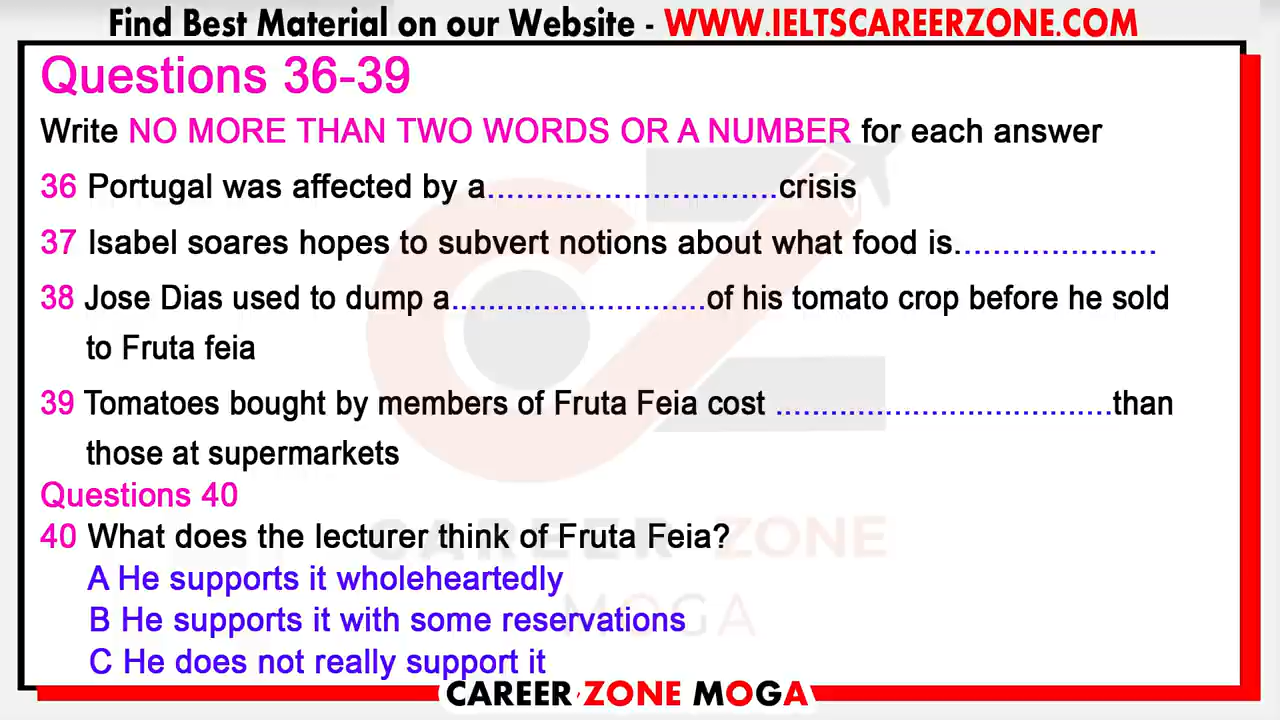 Find Best Material on our Website - WWW.IELTSCAREERZONE.COM
Questions 36-39
Write NO MORE THAN TWO WORDS OR A NUMBER for each answer
36 Portugal was affected by a..............................crisis
37 Isabel soares hopes to subvert notions about what food is.....................
38 Jose Dias used to dump a............................of his tomato crop before he sold
to Fruta feia
39 Tomatoes bought by members of Fruta Feia cost .....................................than
those at supermarkets
Questions 40
40 What does the lecturer think of Fruta Feia?
CAREER ZONE
A He supports it wholeheartedly
MOGA
B He supports it with some reservations
C He does not really support it
CAREER ZONE MOGA